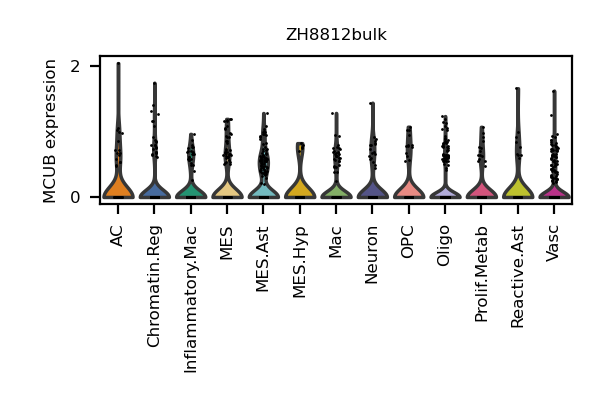 ZH8812bulk
MCUB expression
2
0
AC
Chromatin.Reg
Inflammatory.Mac
MES
MES.Ast
MES.Hyp
Mac
Neuron
OPC
Oligo
Prolif.Metab
Reactive.Ast
Vasc